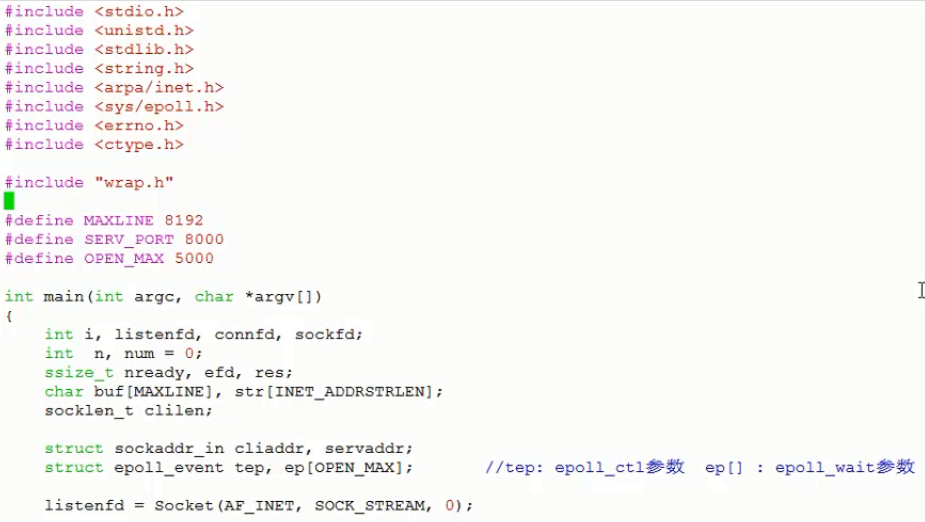 #include <stdio.h>
#include <unistd.h>
#include <stdlib.h>
#include <string.h>
#include <arpa/inet.h>
#include <sys/epoll.h>
#include <errno.h>
#include <ctype.h>
#include "wrap.h"
#define MAXLINE 8192
#define SERV_PORT 8000
#define OPEN_MAX 5000
int main(int argc, char *argv[])
{
    int i, listenfd, connfd, sockfd;
    int  n, num = 0;
    ssize_t nready, efd, res;
    char buf[MAXLINE], str[INET_ADDRSTRLEN];
    socklen_t clilen;
    struct sockaddr_in cliaddr, servaddr;
    struct epoll_event tep, ep[OPEN_MAX];       //tep: epoll_ctl参数  ep[] : epoll_wait参数
    listenfd = Socket(AF_INET, SOCK_STREAM, 0);